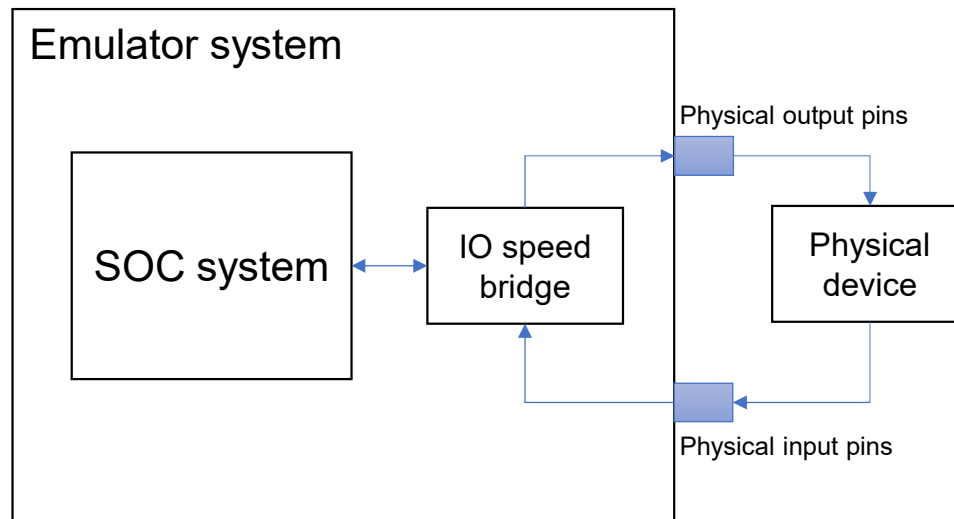 Emulator system
Physical output pins
SOC system
IO speed
bridge
Physical
device
Physical input pins